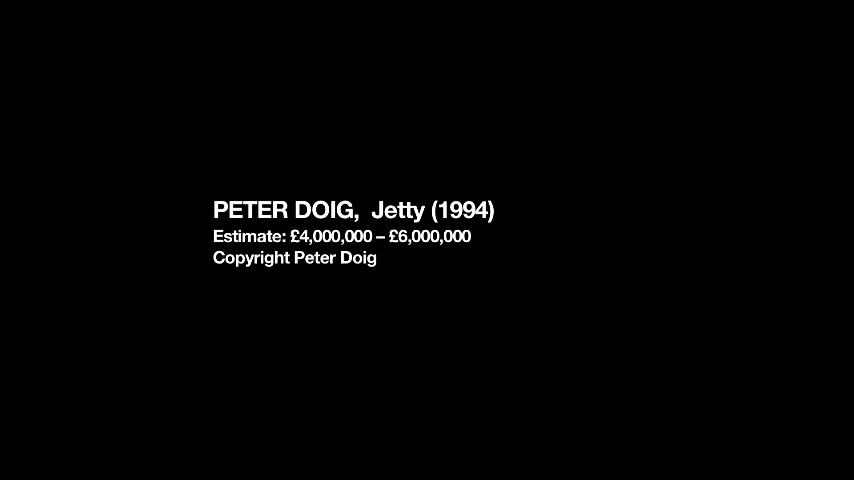 PETER DOIG, Jetty (1994)
Estimate: £4,000,000 – £6,000,000
Copyright Peter Doig